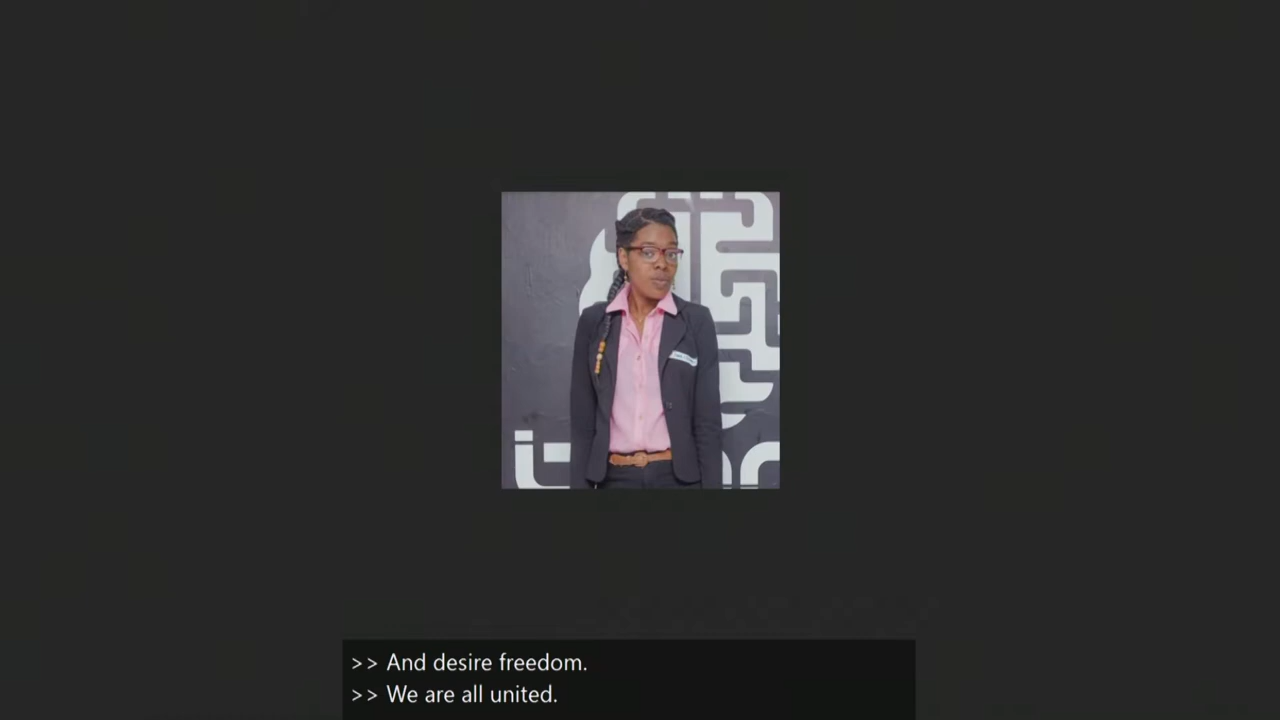 >> And desire freedom.
>> We are all united.